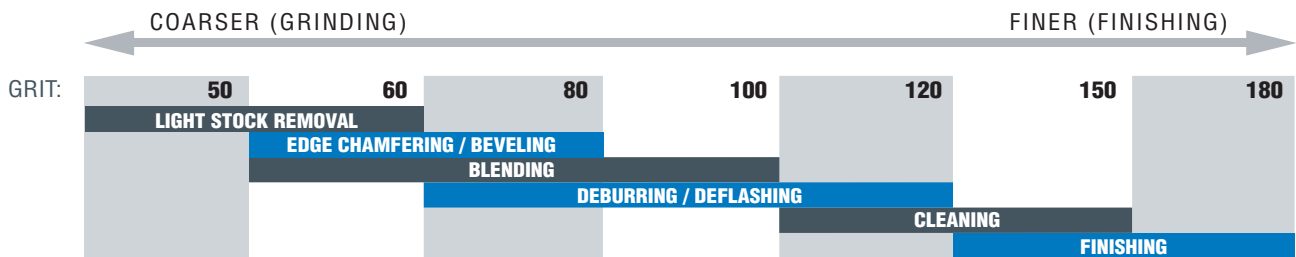 COARSER (GRINDING) FINER (FINISHING)
GRIT: 50 60 80 100 120 150 180
LIGHT STOCK REMOVAL
EDGE CHAMFERING / BEVELING
BLENDING
DEBURRING / DEFLASHING
CLEANING
FINISHING